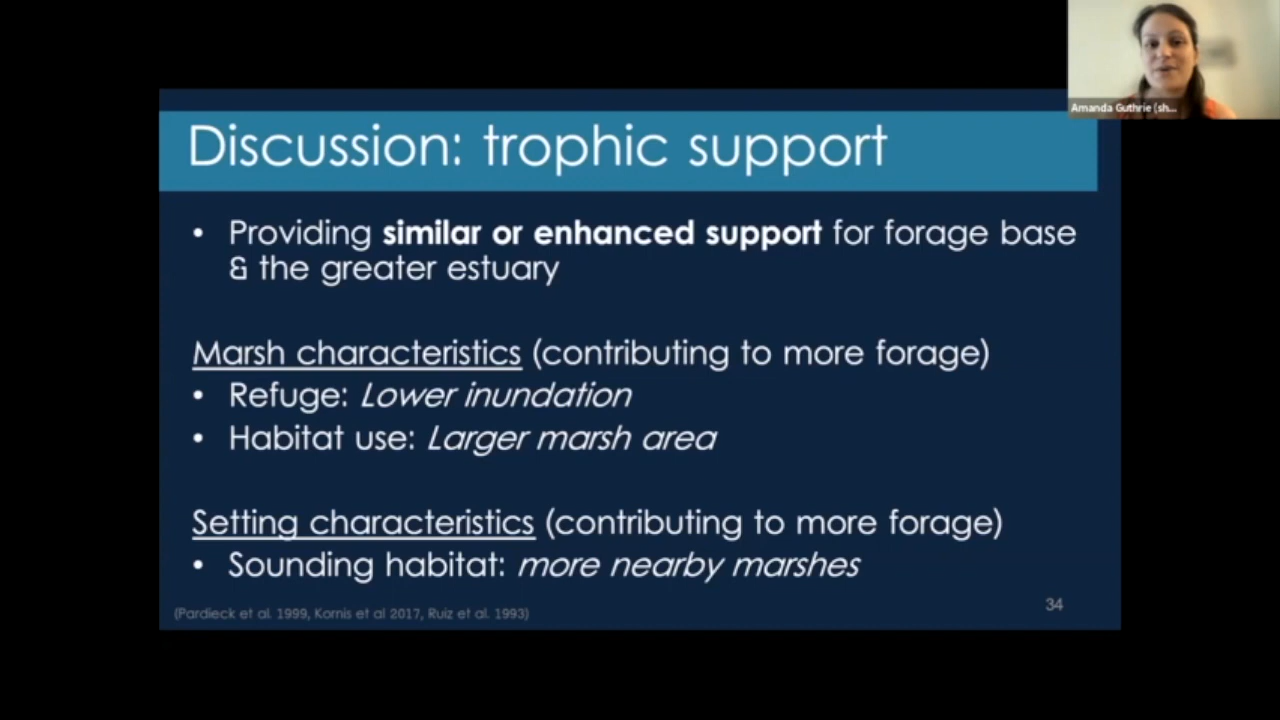 Amanda Guthrie (sh...
Discussion: trophic support
• Providing similar or enhanced support for forage base
& the greater estuary
Marsh characteristics (contributing to more forage)
• Refuge: Lower inundation
• Habitat use: Larger marsh area
Setting characteristics (contributing to more forage)
• Sounding habitat: more nearby marshes
(Pardieck et al. 1999, Kornis et al 2017, Ruiz et al. 1993)
34